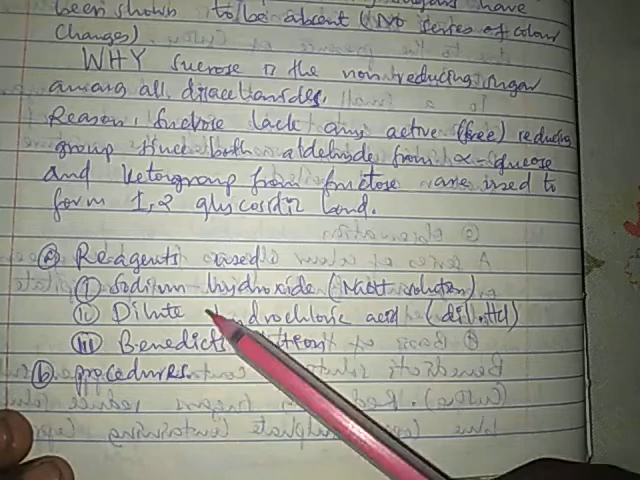 been shown to be absent (No series of colour
changes).
WHY sucrose is the non reducing sugar
among all disaccharides.
Reason, sucrose lack any active (free) reducing
group since both aldehyde from α-glucose
and ketongroup from fructose are used to
form 1,2 glycosidic bond.
(a) Reagents used
(i) Sodium hydroxide (NaOH solution)
(ii) Dilute hydrochloric acid (dil. HCl)
(iii) Benedicts
(b) procedures.